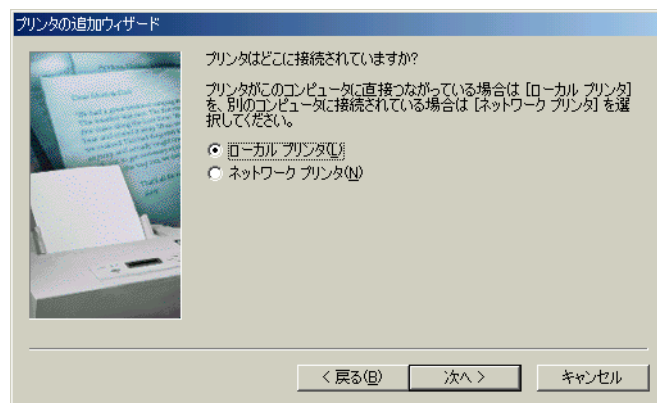 プリンタの追加ウィザード
プリンタはどこに接続されていますか?
プリンタがこのコンピュータに直接つながっている場合は [ローカル プリンタ]
を、別のコンピュータに接続されている場合は [ネットワーク プリンタ] を選
択してください。
ローカル プリンタ(L)
ネットワーク プリンタ(N)
< 戻る(B)
次へ >
キャンセル